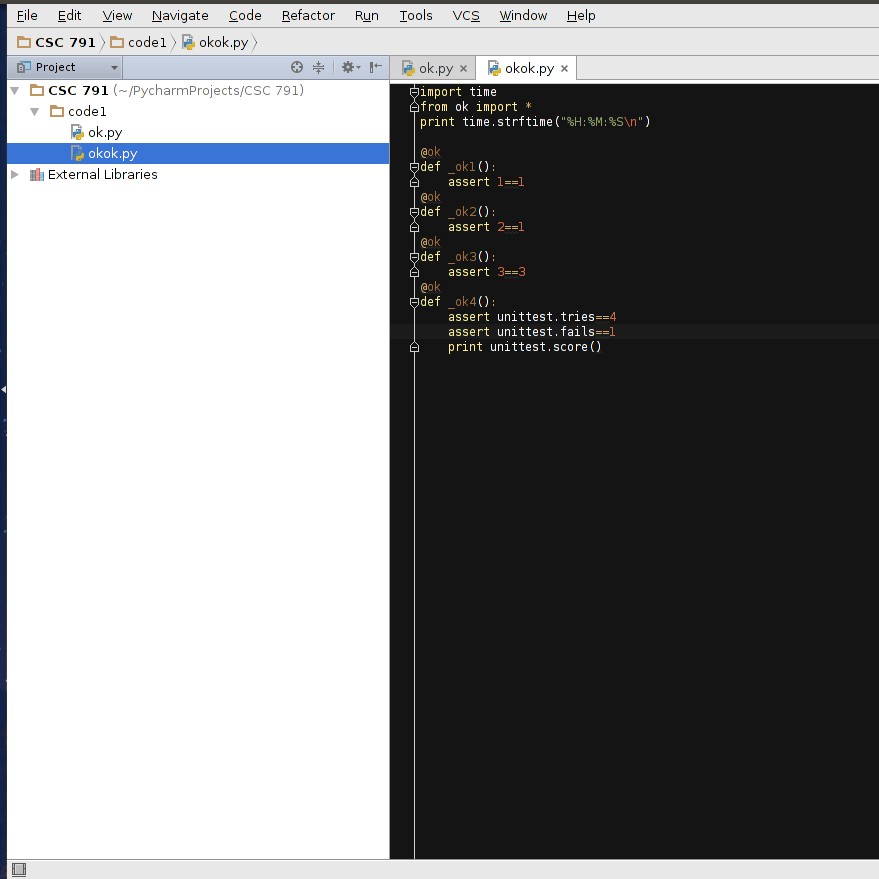 File Edit View Navigate Code Refactor Run Tools VCS Window Help
CSC 791 code1 okok.py
Project
ok.py okok.py
CSC 791 (~/PycharmProjects/CSC 791)
code1
ok.py
okok.py
External Libraries
import time
from ok import *
print time.strftime("%H:%M:%S\n")
@ok
def _ok1():
    assert 1==1
@ok
def _ok2():
    assert 2==1
@ok
def _ok3():
    assert 3==3
@ok
def _ok4():
    assert unittest.tries==4
    assert unittest.fails==1
    print unittest.score()